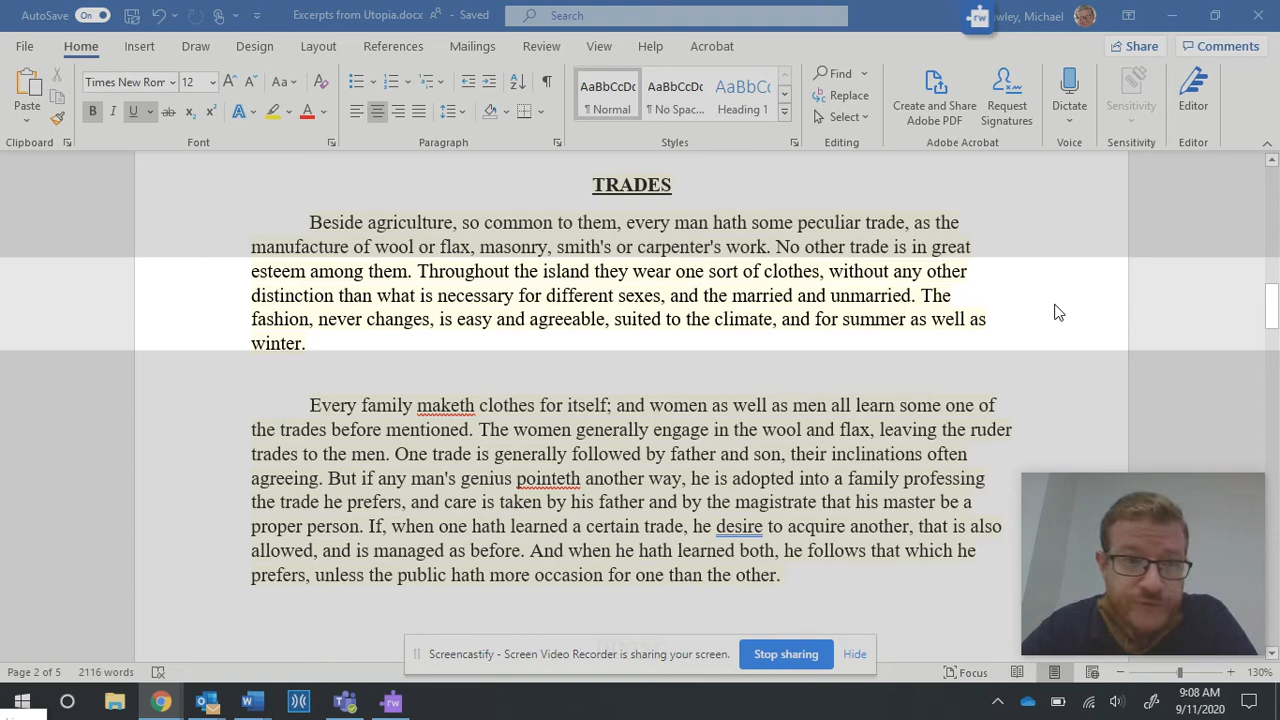 AutoSave On Excerpts from Utopia.docx - Saved Search rw Michael
File Home Insert Draw Design Layout References Mailings Review View Help Acrobat Share Comments
Times New Ron 12 Aa AaBbCcDc AaBbCcDc AaBbCc Find
Paste B I U ab x₂ x² A A ¶ Normal ¶ No Spac... Heading 1 Replace Create and Share Adobe PDF Request Signatures Dictate Sensitivity Editor
Select
Clipboard Font Paragraph Styles Editing Adobe Acrobat Voice Sensitivity Editor
TRADES
Beside agriculture, so common to them, every man hath some peculiar trade, as the
manufacture of wool or flax, masonry, smith's or carpenter's work. No other trade is in great
esteem among them. Throughout the island they wear one sort of clothes, without any other
distinction than what is necessary for different sexes, and the married and unmarried. The
fashion, never changes, is easy and agreeable, suited to the climate, and for summer as well as
winter.
Every family maketh clothes for itself; and women as well as men all learn some one of
the trades before mentioned. The women generally engage in the wool and flax, leaving the ruder
trades to the men. One trade is generally followed by father and son, their inclinations often
agreeing. But if any man's genius pointeth another way, he is adopted into a family professing
the trade he prefers, and care is taken by his father and by the magistrate that his master be a
proper person. If, when one hath learned a certain trade, he desire to acquire another, that is also
allowed, and is managed as before. And when he hath learned both, he follows that which he
prefers, unless the public hath more occasion for one than the other.
Screencastify - Screen Video Recorder is sharing your screen. Stop sharing Hide
Page 2 of 5 2116 words Focus 130%
rw 9:08 AM
9/11/2020